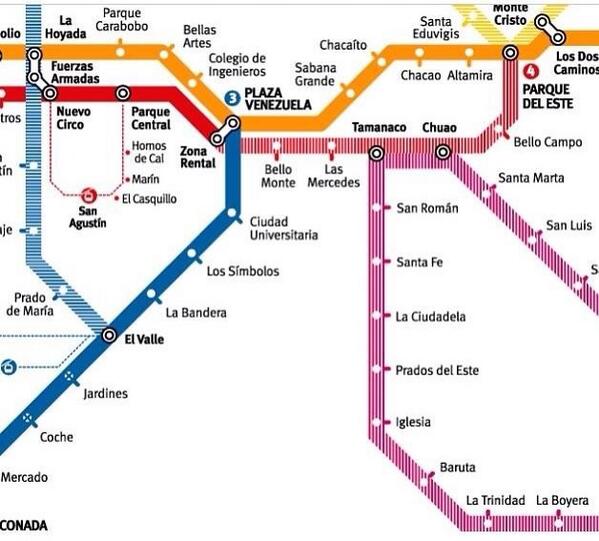 olio
La
Hoyada
Parque
Carabobo
Bellas
Artes
Colegio de
Ingenieros
Fuerzas
Armadas
Chacaíto
Sabana
Grande
Santa
Eduvigis
Monte
Cristo
Chacao
Altamira
Los Dos
Caminos
4
PARQUE
DEL ESTE
3
PLAZA
VENEZUELA
tros
Nuevo
Circo
Parque
Central
Zona
Rental
Tamanaco
Chuao
Bello Campo
Hornos
de Cal
Marín
El Casquillo
San
Agustín
Bello
Monte
Las
Mercedes
Santa Marta
tín
San Román
San Luis
Ciudad
Universitaria
aje
Santa Fe
Los Símbolos
S
Prado
de María
La Bandera
La Ciudadela
El Valle
Prados del Este
Jardines
Iglesia
Coche
Baruta
Mercado
La Trinidad
La Boyera
CONADA